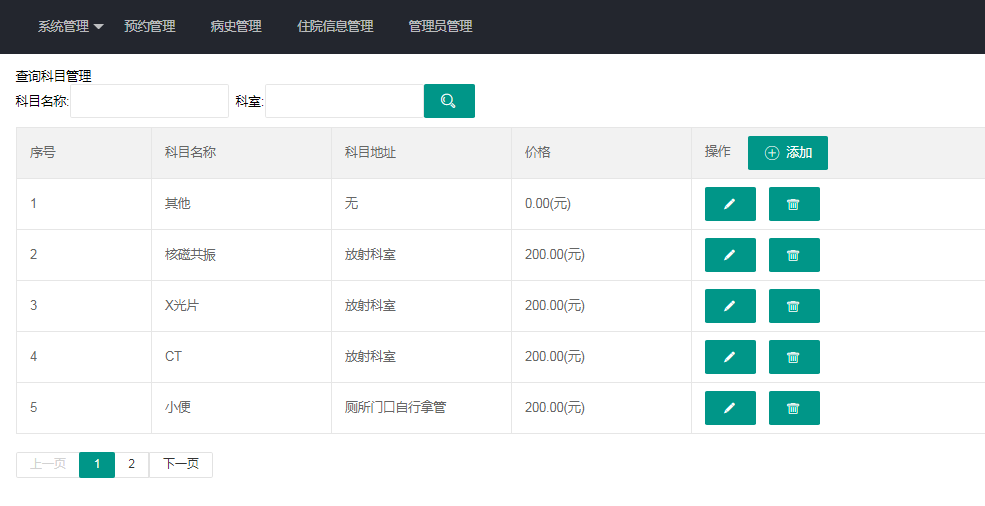 系统管理 预约管理 病史管理 住院信息管理 管理员管理
查询科目管理
科目名称: 科室:
序号 科目名称 科目地址 价格 操作 添加
1 其他 无 0.00(元)
2 核磁共振 放射科室 200.00(元)
3 X光片 放射科室 200.00(元)
4 CT 放射科室 200.00(元)
5 小便 厕所门口自行拿管 200.00(元)
上一页 1 2 下一页